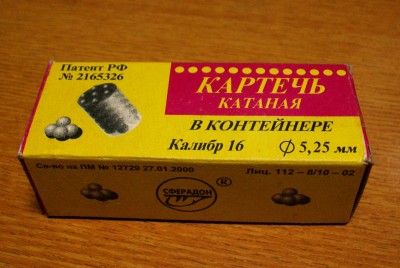 Патент РФ
№ 2165326
КАРТЕЧЬ
КАТАНАЯ
В КОНТЕЙНЕРЕ
Калибр 16 ∅ 5,25 мм
Св-во на ПМ № 12729 27.01.2000
Лиц. 112 – 8/10 – 02
СФЕРАДОН ®